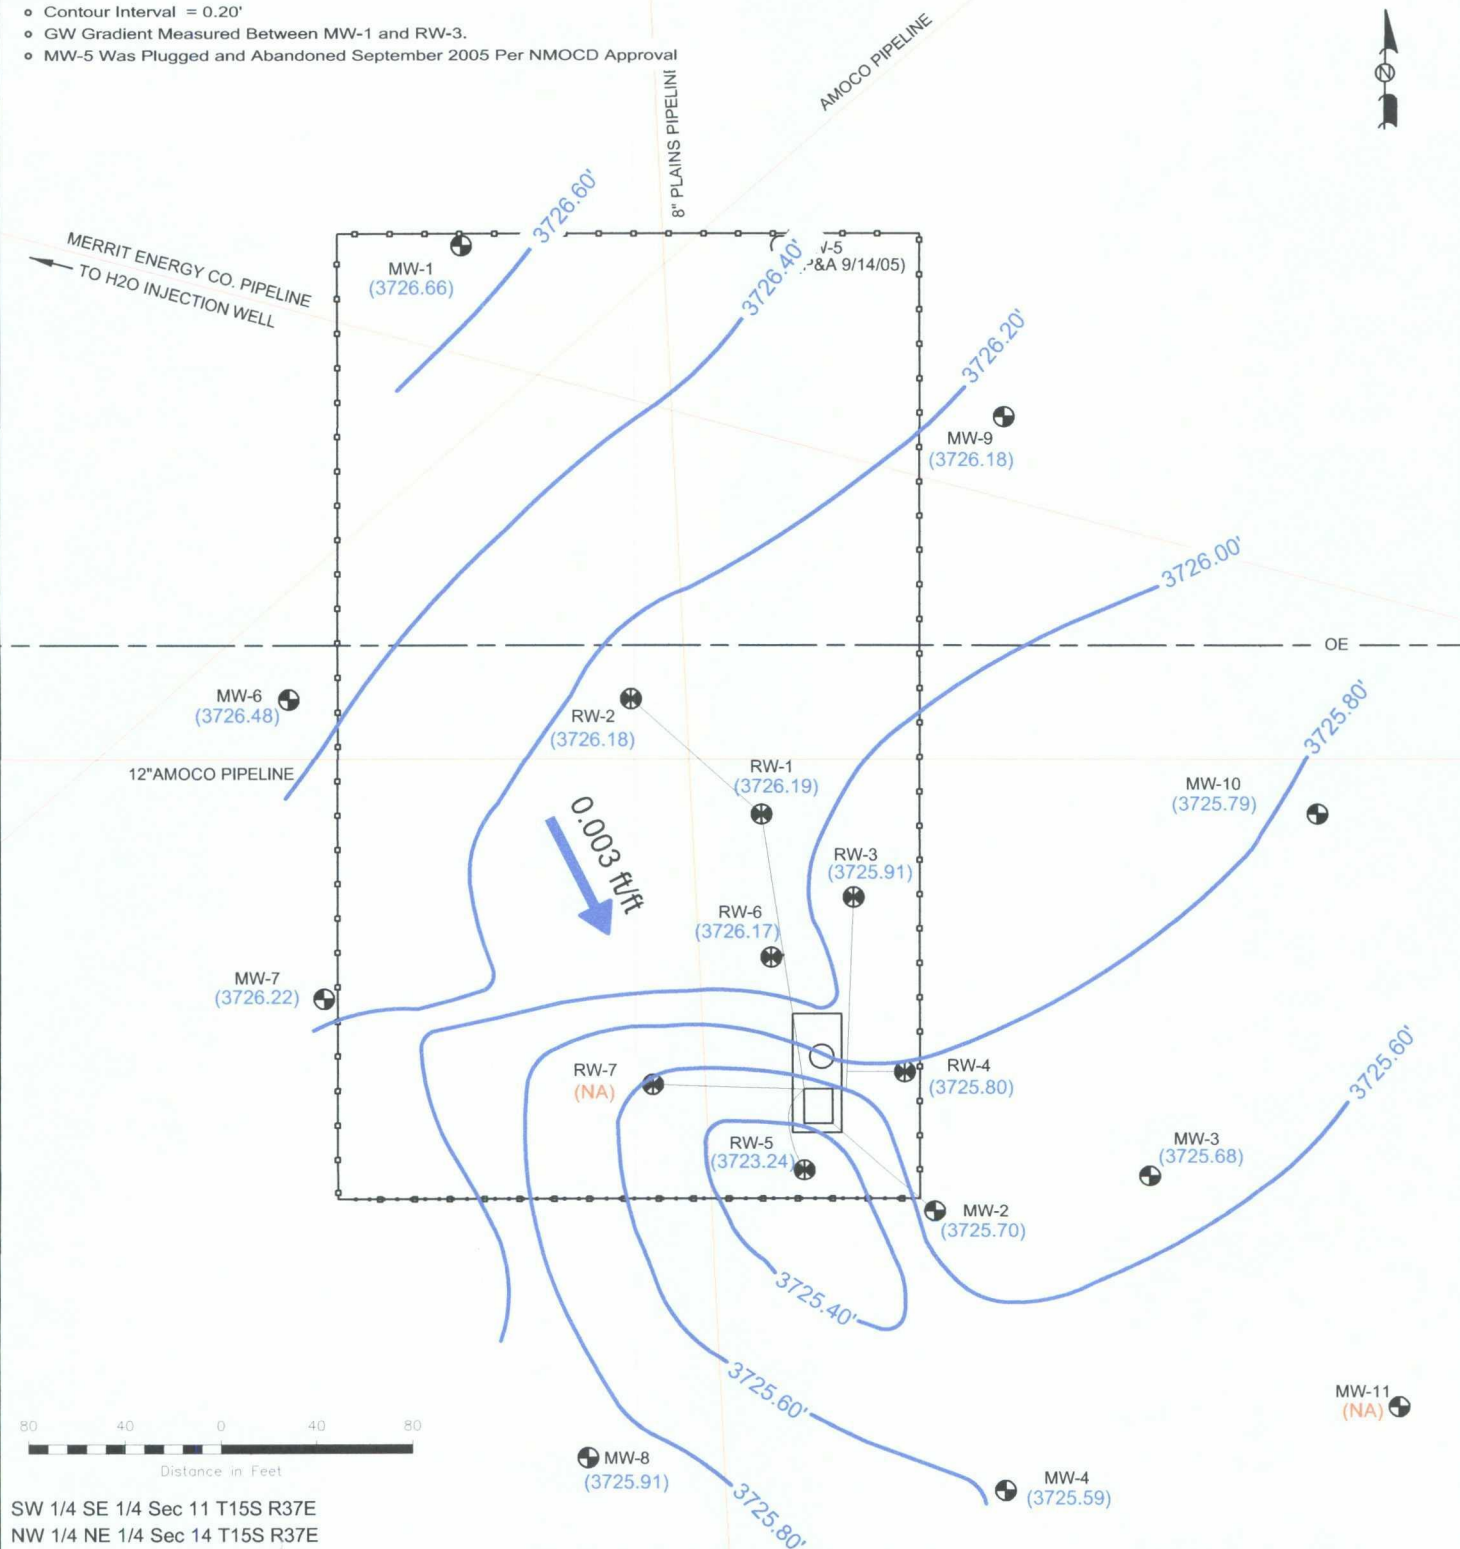 Contour Interval = 0.20'
GW Gradient Measured Between MW-1 and RW-3.
MW-5 Was Plugged and Abandoned September 2005 Per NMOCD Approval
AMOCO PIPELINE
N
8" PLAINS PIPELINE
3726.60'
MERRIT ENERGY CO. PIPELINE
TO H2O INJECTION WELL
MW-1
(3726.66)
3726.40'
-5
P&A 9/14/05)
3726.20'
MW-9
(3726.18)
3726.00'
OE
MW-6
(3726.48)
RW-2
(3726.18)
3725.80'
12"AMOCO PIPELINE
RW-1
(3726.19)
MW-10
(3725.79)
0.003 ft/ft
RW-3
(3725.91)
RW-6
(3726.17)
MW-7
(3726.22)
RW-7
(NA)
RW-4
(3725.80)
3725.60'
RW-5
(3723.24)
MW-3
(3725.68)
MW-2
(3725.70)
3725.40'
3725.60'
MW-11
(NA)
80 40 0 40 80
Distance in Feet
MW-8
(3725.91)
MW-4
(3725.59)
3725.80'
SW 1/4 SE 1/4 Sec 11 T15S R37E
NW 1/4 NE 1/4 Sec 14 T15S R37E